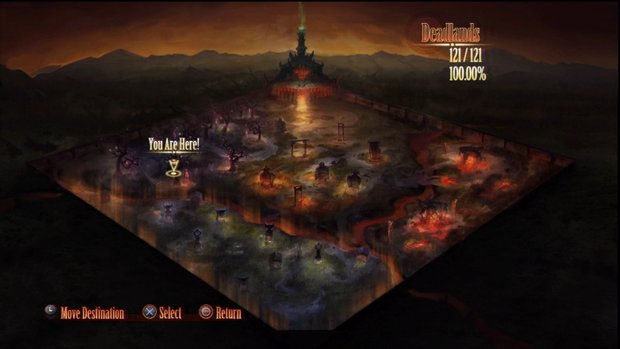 Deadlands
121 / 121
100.00%
You Are Here!
Move Destination
Select
Return